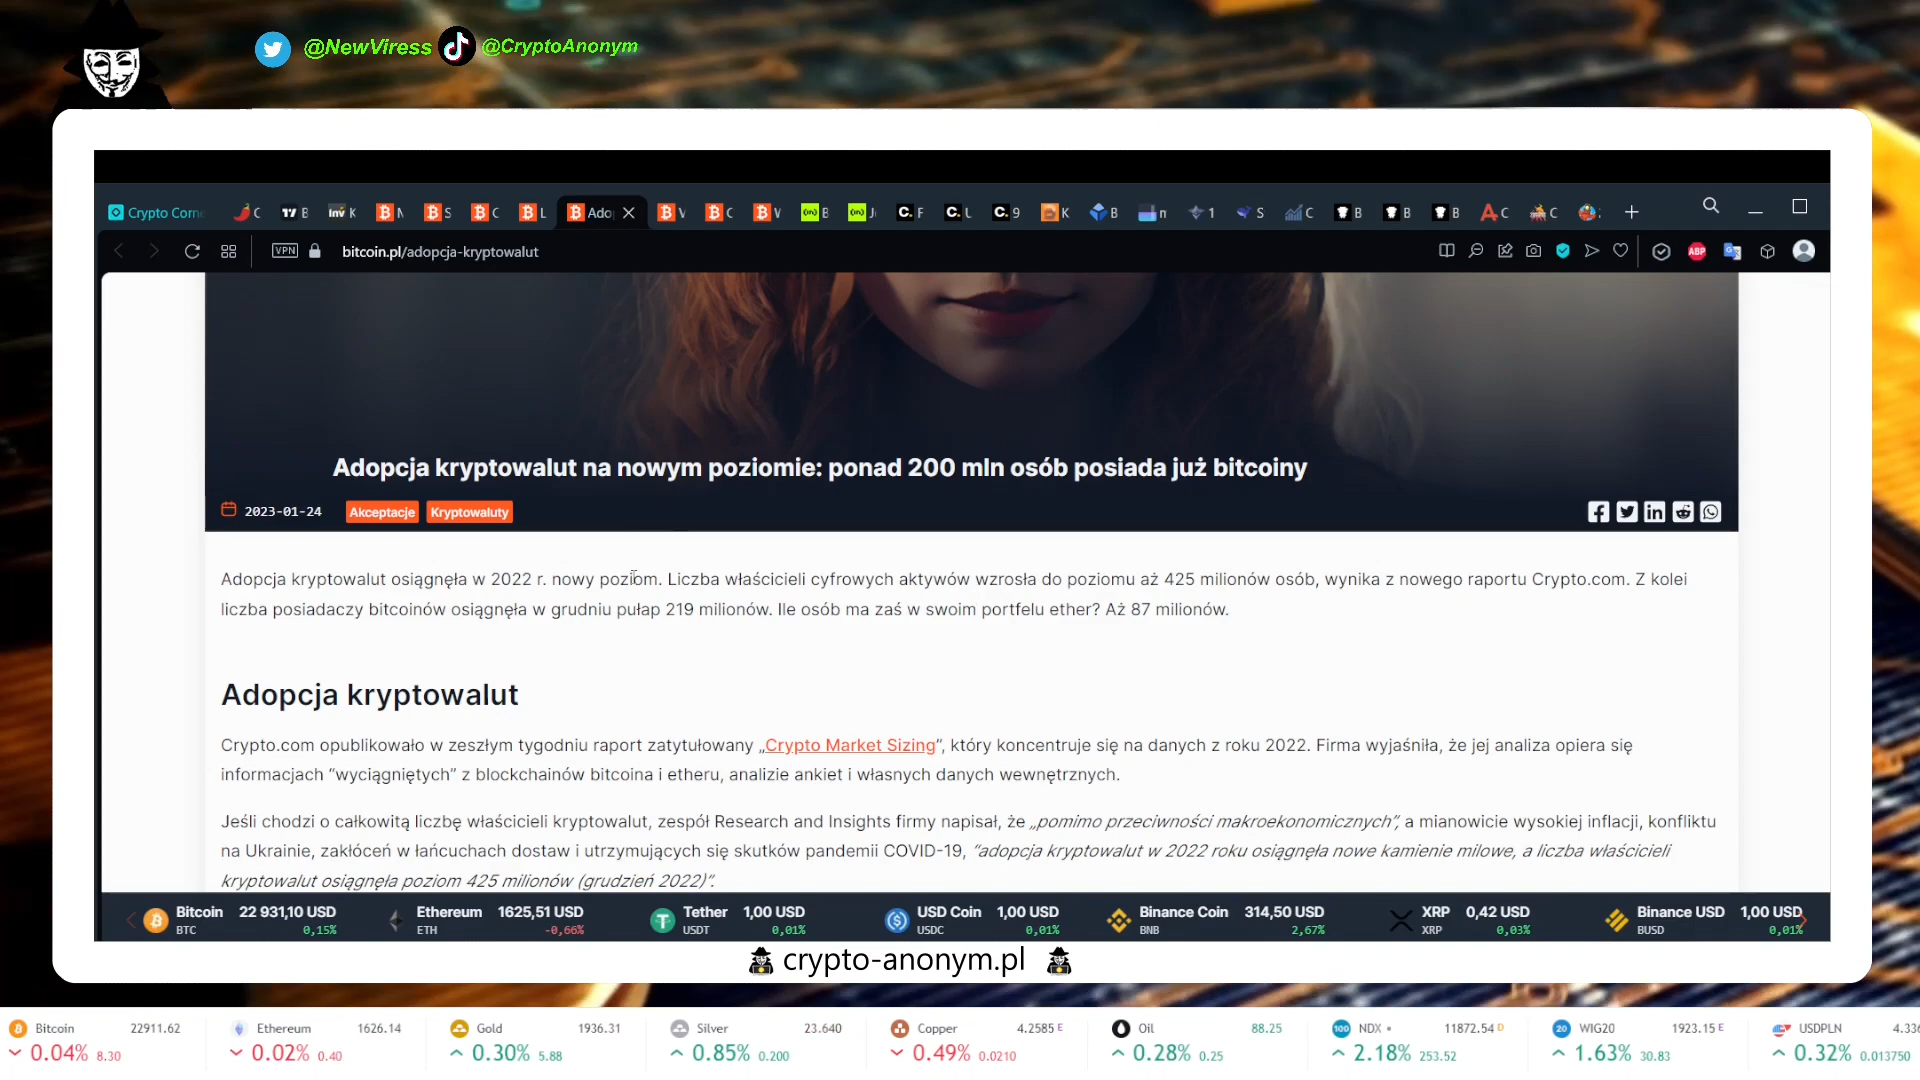 @NewViress @CryptoAnonym
Crypto Corne
C
B
Inv K
N
S
C
L
Ado
V
C
V
B
J
C. F
C. L
C. 9
K
B
n
1
S
C
B
B
B
C
C
VPN bitcoin.pl/adopcja-kryptowalut ABP
Adopcja kryptowalut na nowym poziomie: ponad 200 mln osób posiada już bitcoiny
2023-01-24 Akceptacje Kryptowaluty
Adopcja kryptowalut osiągnęła w 2022 r. nowy poziom. Liczba właścicieli cyfrowych aktywów wzrosła do poziomu aż 425 milionów osób, wynika z nowego raportu Crypto.com. Z kolei
liczba posiadaczy bitcoinów osiągnęła w grudniu pułap 219 milionów. Ile osób ma zaś w swoim portfelu ether? Aż 87 milionów.
Adopcja kryptowalut
Crypto.com opublikowało w zeszłym tygodniu raport zatytułowany „Crypto Market Sizing”, który koncentruje się na danych z roku 2022. Firma wyjaśniła, że jej analiza opiera się
informacjach “wyciągniętych” z blockchainów bitcoina i etheru, analizie ankiet i własnych danych wewnętrznych.
Jeśli chodzi o całkowitą liczbę właścicieli kryptowalut, zespół Research and Insights firmy napisał, że „pomimo przeciwności makroekonomicznych”, a mianowicie wysokiej inflacji, konfliktu
na Ukrainie, zakłóceń w łańcuchach dostaw i utrzymujących się skutków pandemii COVID-19, “adopcja kryptowalut w 2022 roku osiągnęła nowe kamienie milowe, a liczba właścicieli
kryptowalut osiągnęła poziom 425 milionów (grudzień 2022)”.
Bitcoin 22 931,10 USD Ethereum 1625,51 USD Tether 1,00 USD USD Coin 1,00 USD Binance Coin 314,50 USD XRP 0,42 USD Binance USD 1,00 USD
BTC 0,15% ETH -0,66% USDT 0,01% USDC 0,01% BNB 2,67% XRP 0,03% BUSD 0,01%
crypto-anonym.pl
Bitcoin 22911.62 Ethereum 1626.14 Gold 1936.31 Silver 23.640 Copper 4.2585 E Oil 88.25 100 NDX 11872.54 D 20 WIG20 1923.15 E USDPLN 4.336
0.04% 8.30 0.02% 0.40 0.30% 5.88 0.85% 0.200 0.49% 0.0210 0.28% 0.25 2.18% 253.52 1.63% 30.83 0.32% 0.013750